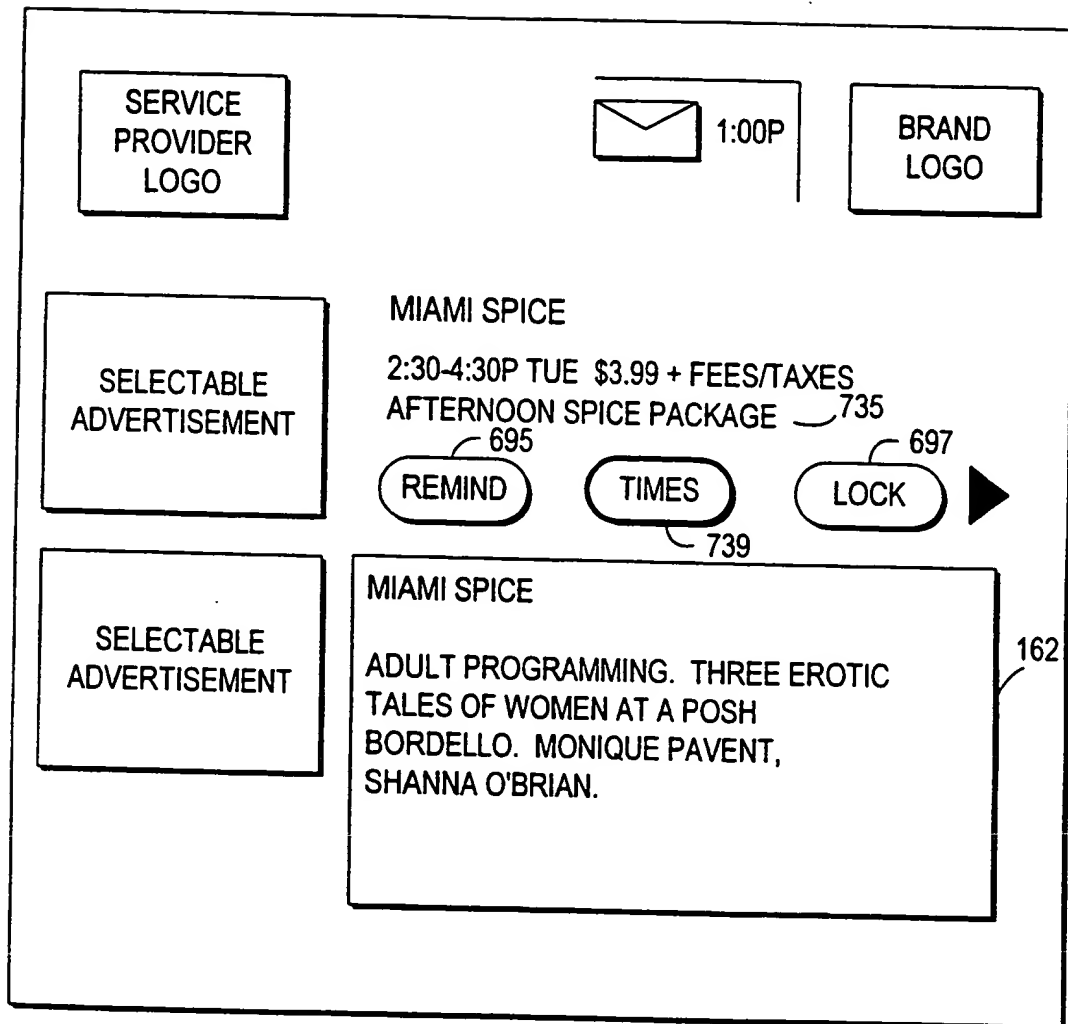 SERVICE
PROVIDER
LOGO
1:00P
BRAND
LOGO
SELECTABLE
ADVERTISEMENT
MIAMI SPICE
2:30-4:30P TUE $3.99 + FEES/TAXES
AFTERNOON SPICE PACKAGE 735
695
697
REMIND
TIMES
LOCK
739
SELECTABLE
ADVERTISEMENT
MIAMI SPICE
ADULT PROGRAMMING. THREE EROTIC
TALES OF WOMEN AT A POSH
BORDELLO. MONIQUE PAVENT,
SHANNA O'BRIAN.
162